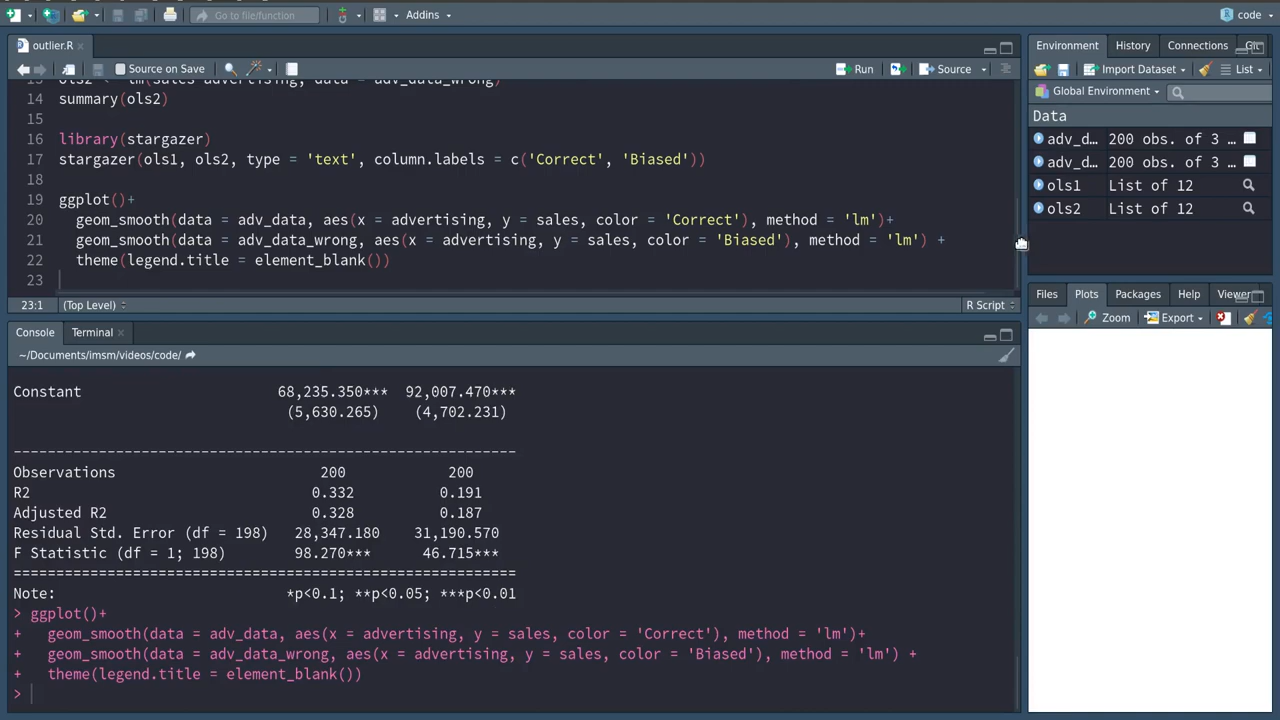 Go to file/function
Addins
code
outlier.R
Source on Save
Run
Source
14 summary(ols2)
15
16 library(stargazer)
17 stargazer(ols1, ols2, type = 'text', column.labels = c('Correct', 'Biased'))
18
19 ggplot()+
20   geom_smooth(data = adv_data, aes(x = advertising, y = sales, color = 'Correct'), method = 'lm')+
21   geom_smooth(data = adv_data_wrong, aes(x = advertising, y = sales, color = 'Biased'), method = 'lm') +
22   theme(legend.title = element_blank())
23
23:1 (Top Level) R Script
Console Terminal
~/Documents/imsm/videos/code/
Constant 68,235.350*** 92,007.470***
(5,630.265) (4,702.231)
-----------------------------------------------------------
Observations 200 200
R2 0.332 0.191
Adjusted R2 0.328 0.187
Residual Std. Error (df = 198) 28,347.180 31,190.570
F Statistic (df = 1; 198) 98.270*** 46.715***
===========================================================
Note: *p<0.1; **p<0.05; ***p<0.01
> ggplot()+
+   geom_smooth(data = adv_data, aes(x = advertising, y = sales, color = 'Correct'), method = 'lm')+
+   geom_smooth(data = adv_data_wrong, aes(x = advertising, y = sales, color = 'Biased'), method = 'lm') +
+   theme(legend.title = element_blank())
>
Environment History Connections Git
Import Dataset List
Global Environment
Data
adv_d… 200 obs. of 3 …
adv_d… 200 obs. of 3 …
ols1 List of 12
ols2 List of 12
Files Plots Packages Help Viewer
Zoom Export